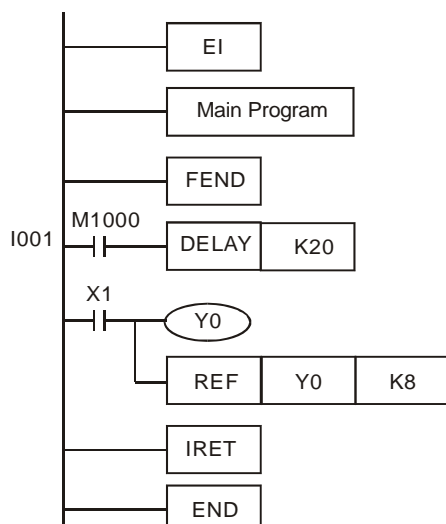 EI
Main Program
FEND
M1000
I001 DELAY K20
X1
Y0
REF Y0 K8
IRET
END